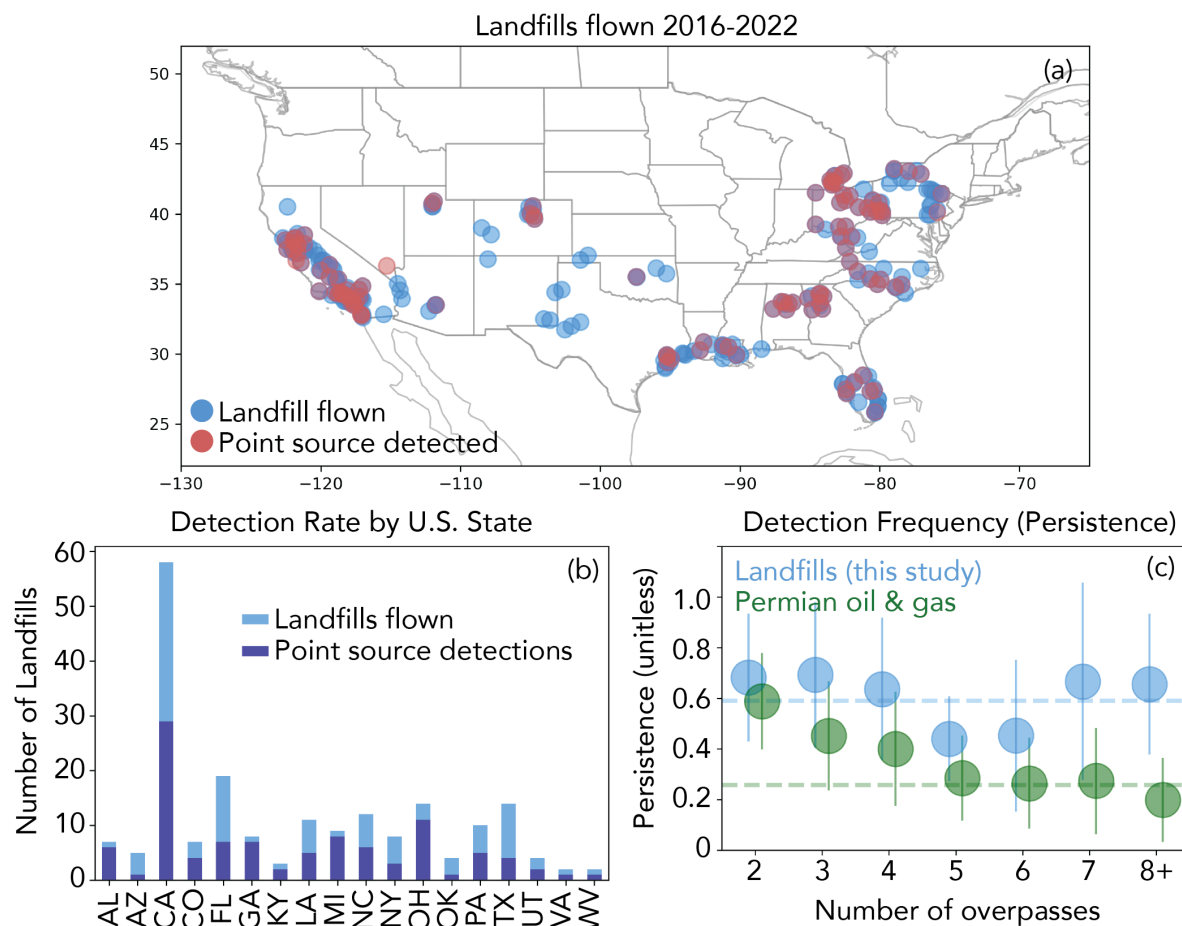 Landfills flown 2016-2022
(a)
50
45
40
35
30
25
Landfill flown
Point source detected
−130
−120
−110
−100
−90
−80
−70
Detection Rate by U.S. State
(b)
60
50
40
30
20
10
0
Number of Landfills
Landfills flown
Point source detections
AL
AZ
CA
CO
FL
GA
KY
LA
MI
NC
NY
OH
OK
PA
TX
UT
VA
WV
Detection Frequency (Persistence)
(c)
Landfills (this study)
Permian oil & gas
1.0
0.8
0.6
0.4
0.2
0
Persistence (unitless)
2
3
4
5
6
7
8+
Number of overpasses